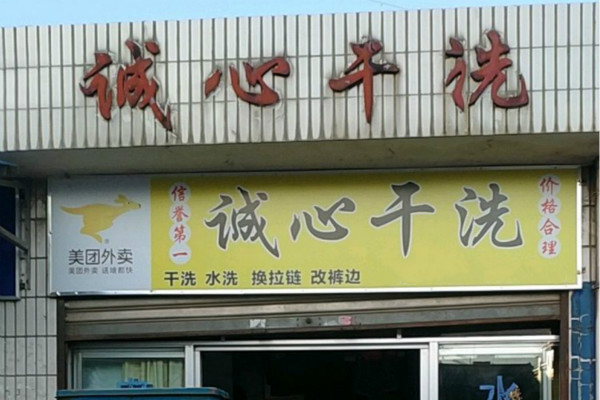 诚心干洗
信誉第一
诚心干洗
价格合理
美团外卖
美团外卖 送啥都快
干洗 水洗 换拉链 改裤边
水